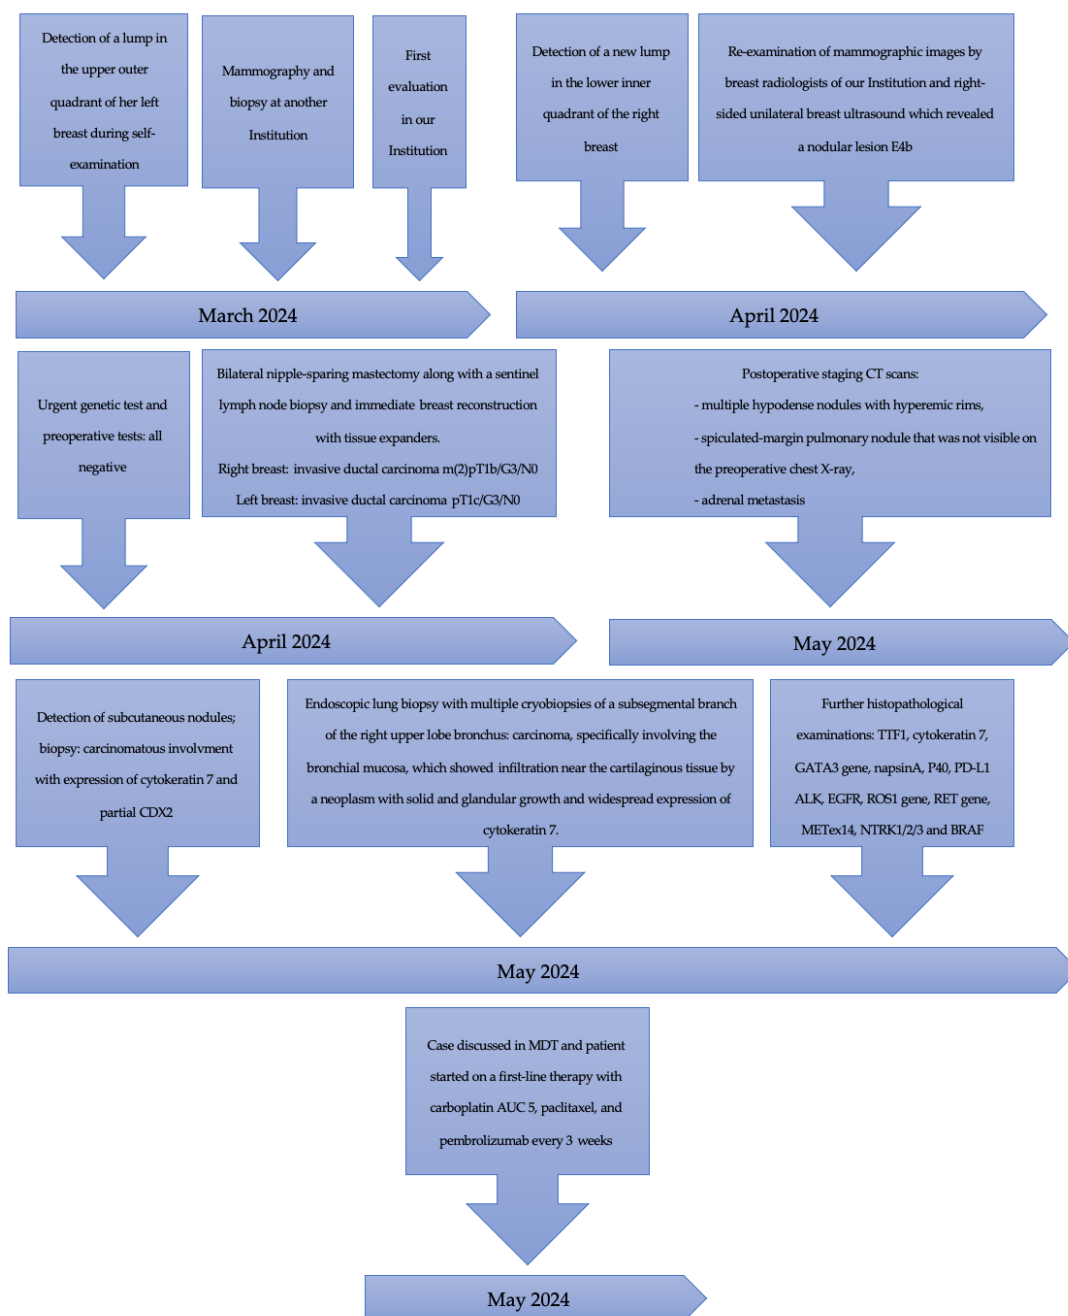 Detection of a lump in
the upper outer
quadrant of her left
breast during self-
examination
Mammography and
biopsy at another
Institution
First
evaluation
in our
Institution
Detection of a new lump
in the lower inner
quadrant of the right
breast
Re-examination of mammographic images by
breast radiologists of our Institution and right-
sided unilateral breast ultrasound which revealed
a nodular lesion E4b
March 2024
April 2024
Urgent genetic test and
preoperative tests: all
negative
Bilateral nipple-sparing mastectomy along with a sentinel
lymph node biopsy and immediate breast reconstruction
with tissue expanders.
Right breast: invasive ductal carcinoma m(2)pT1b/G3/N0
Left breast: invasive ductal carcinoma pT1c/G3/N0
Postoperative staging CT scans:
- multiple hypodense nodules with hyperemic rims,
- spiculated-margin pulmonary nodule that was not visible on
the preoperative chest X-ray,
- adrenal metastasis
April 2024
May 2024
Detection of subcutaneous nodules;
biopsy: carcinomatous involvment
with expression of cytokeratin 7 and
partial CDX2
Endoscopic lung biopsy with multiple cryobiopsies of a subsegmental branch
of the right upper lobe bronchus: carcinoma, specifically involving the
bronchial mucosa, which showed infiltration near the cartilaginous tissue by
a neoplasm with solid and glandular growth and widespread expression of
cytokeratin 7.
Further histopathological
examinations: TTF1, cytokeratin 7,
GATA3 gene, napsinA, P40, PD-L1
ALK, EGFR, ROS1 gene, RET gene,
METex14, NTRK1/2/3 and BRAF
May 2024
Case discussed in MDT and patient
started on a first-line therapy with
carboplatin AUC 5, paclitaxel, and
pembrolizumab every 3 weeks
May 2024